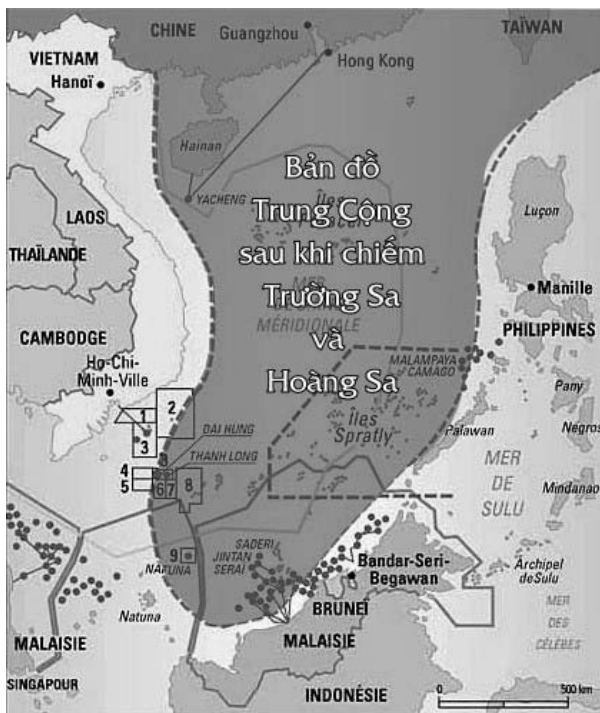 CHINE
Guangzhou
TAÏWAN
VIETNAM
Hanoï
Hong Kong
Hainan
YACHENG
Bản đồ
Trung Cộng
sau khi chiếm
Trường Sa
và
Hoàng Sa
Îles
MER
MÉRIDIONALE
LAOS
THAÏLANDE
CAMBODGE
Ho-Chi-
Minh-Ville
Luçon
Manille
PHILIPPINES
MALAMPAYA
CAMAGO
1
2
3
DAI HUNG
THANH LONG
4
5
6
7
8
9
Îles
Spratly
Palawan
Pany
Negros
Mindanao
MER
DE
SULU
SADERI
JINTAN
SERAI
NATUNA
Natuna
Bandar-Seri-
Begawan
BRUNEÏ
Archipel
de Sulu
MER
DES
CÉLÈBES
MALAISIE
SINGAPOUR
MALAISIE
INDONÉSIE
0
500 km